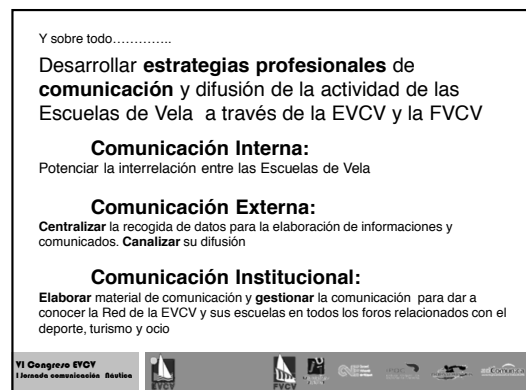 Y sobre todo…………..
Desarrollar estrategias profesionales de
comunicación y difusión de la actividad de las
Escuelas de Vela a través de la EVCV y la FVCV
Comunicación Interna:
Potenciar la interrelación entre las Escuelas de Vela
Comunicación Externa:
Centralizar la recogida de datos para la elaboración de informaciones y
comunicados. Canalizar su difusión
Comunicación Institucional:
Elaborar material de comunicación y gestionar la comunicación para dar a
conocer la Red de la EVCV y sus escuelas en todos los foros relacionados con el
deporte, turismo y ocio
VI Congreso EVCV
I Jornada comunicación Náutica
EVCV
FVCV